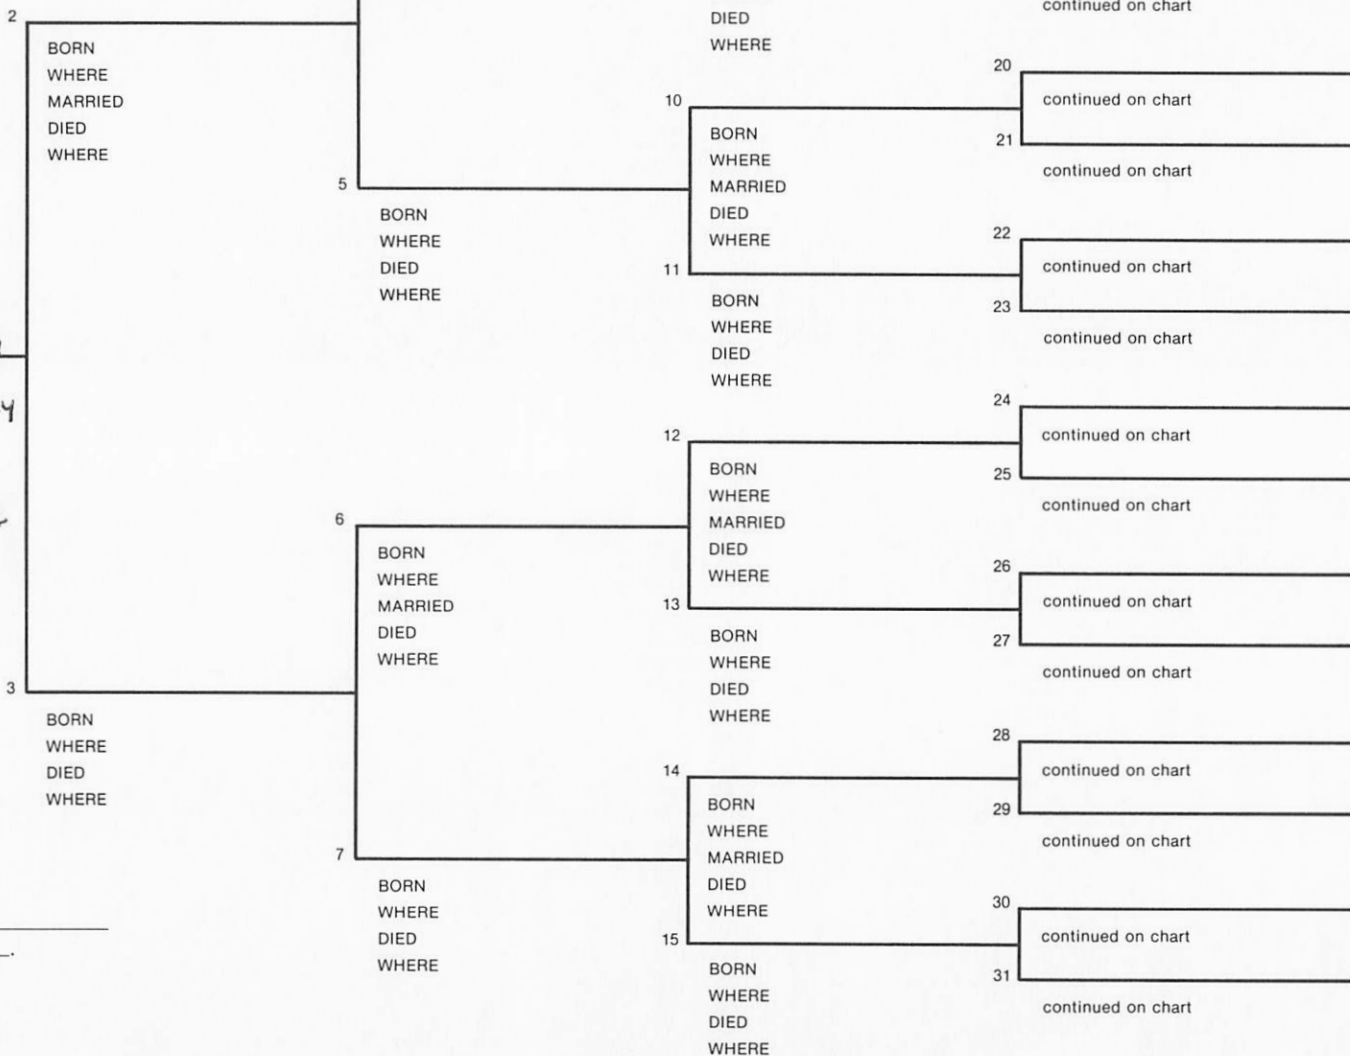 2
BORN
WHERE
MARRIED
DIED
WHERE
3
BORN
WHERE
DIED
WHERE
5
BORN
WHERE
DIED
WHERE
6
BORN
WHERE
MARRIED
DIED
WHERE
7
BORN
WHERE
DIED
WHERE
DIED
WHERE
10
BORN
WHERE
MARRIED
DIED
WHERE
11
BORN
WHERE
DIED
WHERE
12
BORN
WHERE
MARRIED
DIED
WHERE
13
BORN
WHERE
DIED
WHERE
14
BORN
WHERE
MARRIED
DIED
WHERE
15
BORN
WHERE
DIED
WHERE
continued on chart
20
continued on chart
21
continued on chart
22
continued on chart
23
continued on chart
24
continued on chart
25
continued on chart
26
continued on chart
27
continued on chart
28
continued on chart
29
continued on chart
30
continued on chart
31
continued on chart